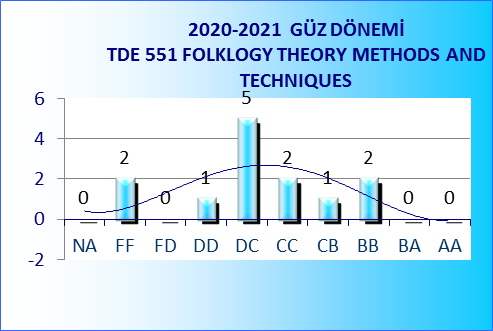 2020-2021 GÜZ DÖNEMİ
TDE 551 FOLKLOGY THEORY METHODS AND
TECHNIQUES
6
4
2
0
-2
0 2 0 1 5 2 1 2 0 0
NA FF FD DD DC CC CB BB BA AA